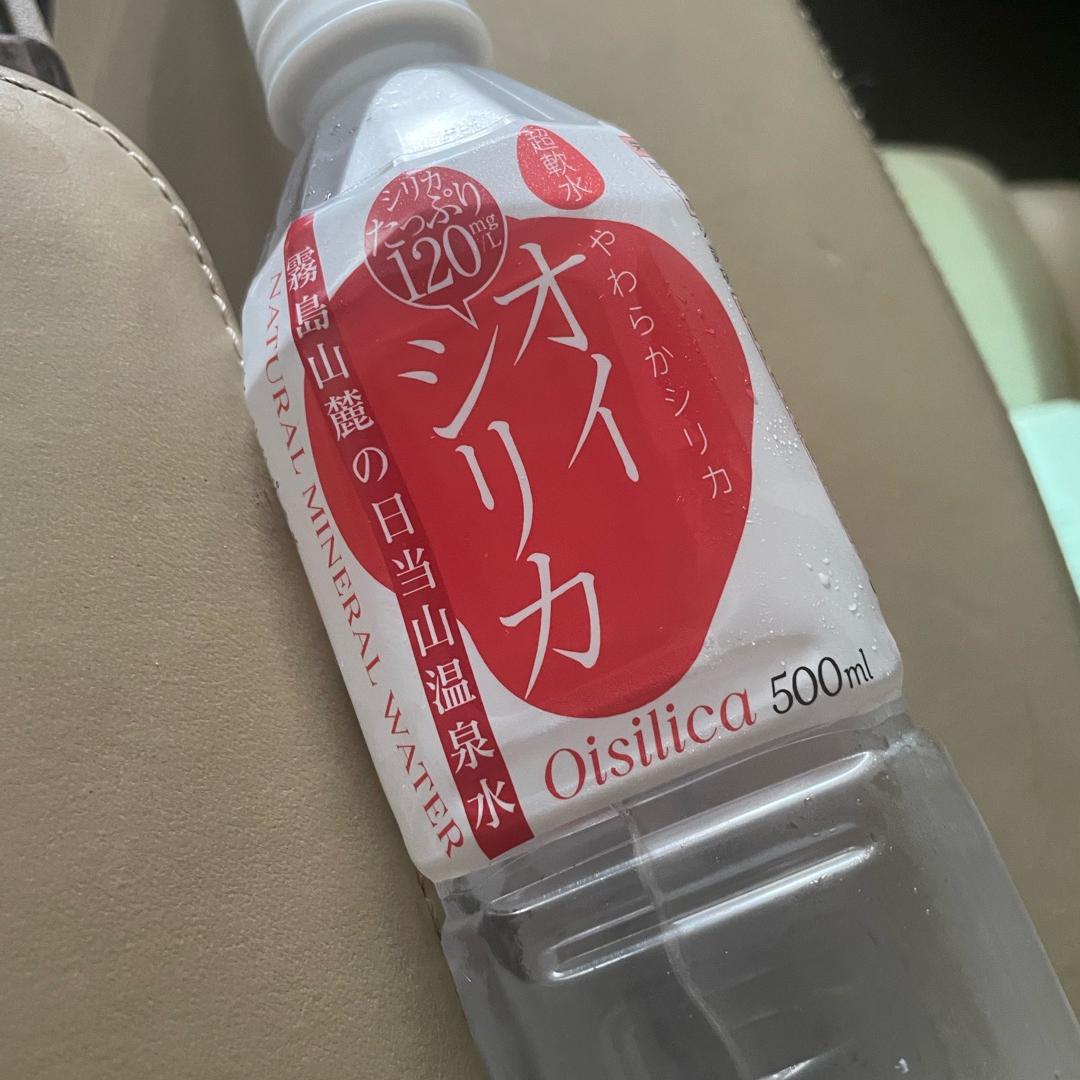 超軟水
シリカ
たっぷり
120mg/L
やわらかシリカ
オイ
シリカ
霧島山麓の日当山温泉水
NATURAL MINERAL WATER
Oisilica 500ml